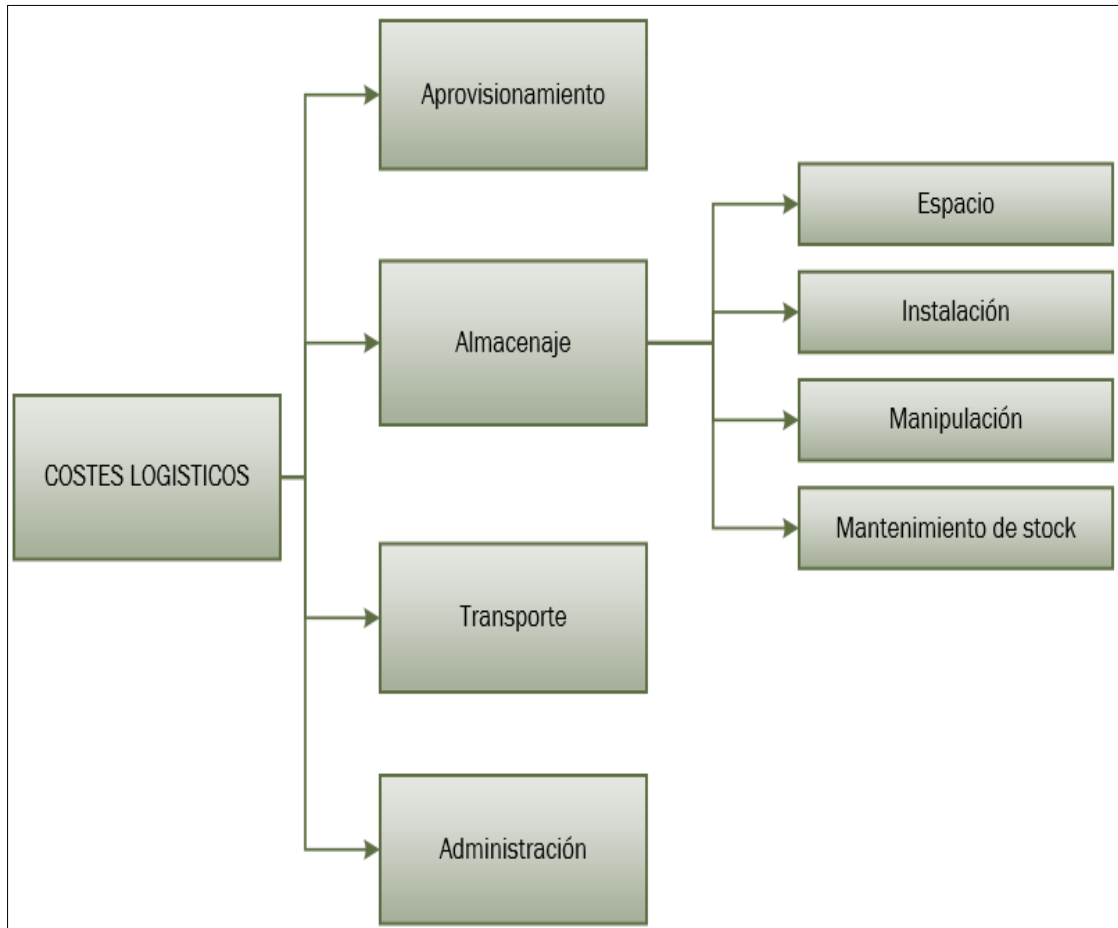 COSTES LOGISTICOS
Aprovisionamiento
Almacenaje
Transporte
Administración
Espacio
Instalación
Manipulación
Mantenimiento de stock